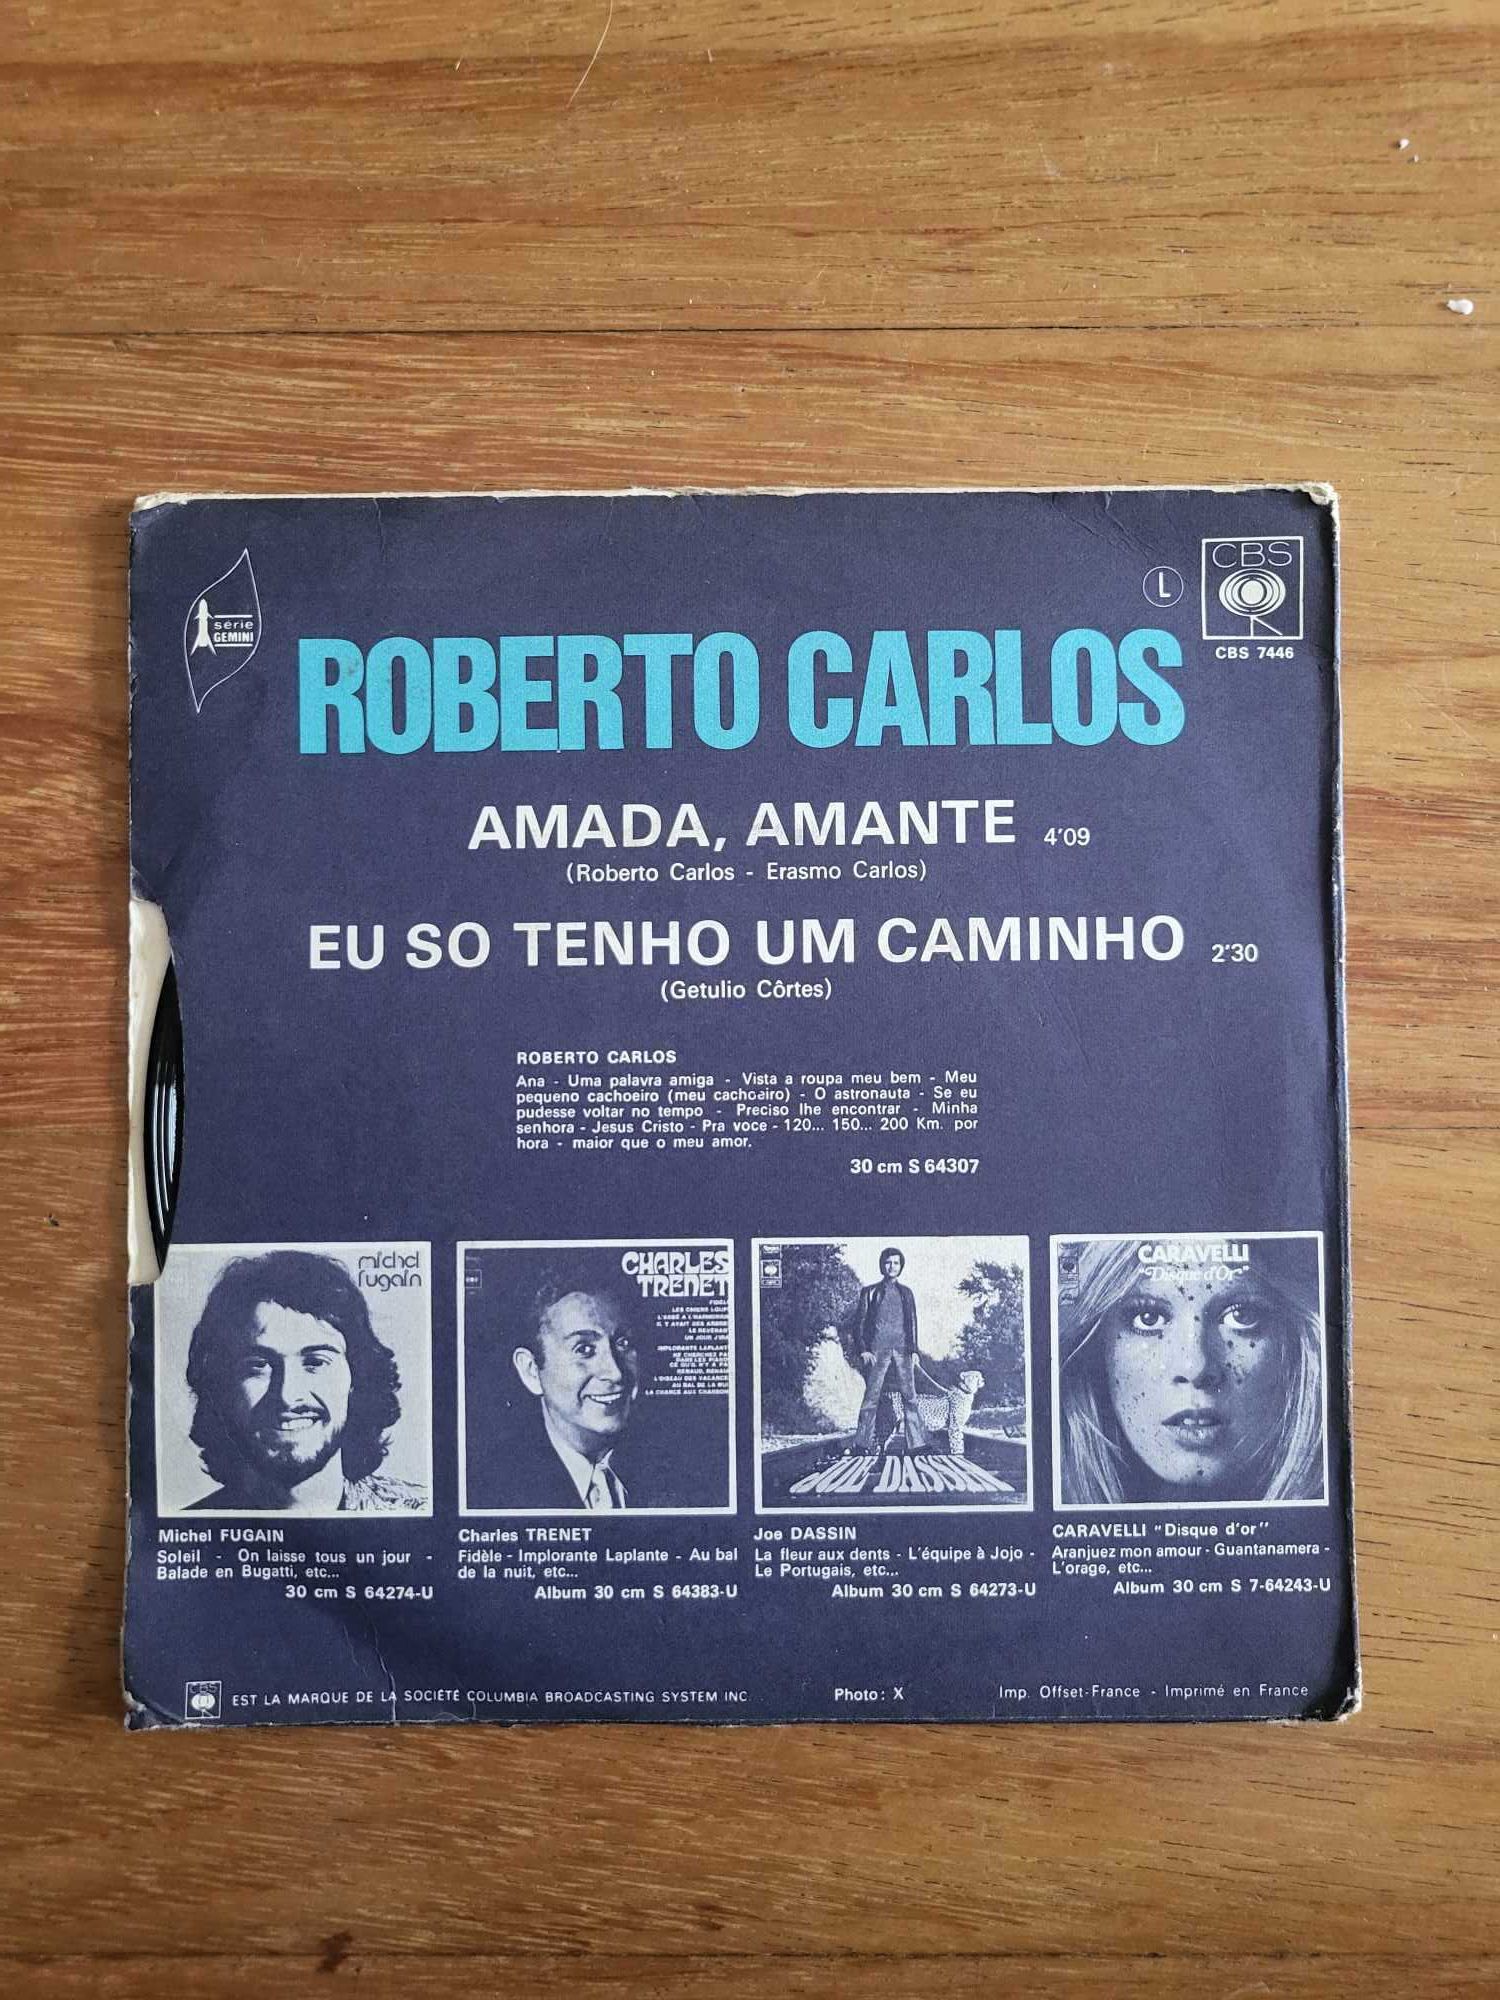 série
GEMINI
L
CBS
CBS 7446
ROBERTO CARLOS
AMADA, AMANTE 4'09
(Roberto Carlos - Erasmo Carlos)
EU SO TENHO UM CAMINHO 2'30
(Getulio Côrtes)
ROBERTO CARLOS
Ana - Uma palavra amiga - Vista a roupa meu bem - Meu
pequeno cachoeiro (meu cachoeiro) - O astronauta - Se eu
pudesse voltar no tempo - Preciso lhe encontrar - Minha
senhora - Jesus Cristo - Pra voce - 120... 150... 200 Km. por
hora - maior que o meu amor.
30 cm S 64307
michel
fugain
CHARLES
TRENET
JOE DASSIN
CARAVELLI
"Disque d'Or"
Michel FUGAIN
Soleil - On laisse tous un jour -
Balade en Bugatti, etc...
30 cm S 64274-U
Charles TRENET
Fidèle - Implorante Laplante - Au bal
de la nuit, etc...
Album 30 cm S 64383-U
Joe DASSIN
La fleur aux dents - L'équipe à Jojo -
Le Portugais, etc...
Album 30 cm S 64273-U
CARAVELLI "Disque d'or"
Aranjuez mon amour - Guantanamera -
L'orage, etc...
Album 30 cm S 7-64243-U
CBS EST LA MARQUE DE LA SOCIÉTÉ COLUMBIA BROADCASTING SYSTEM INC
Photo: X
Imp. Offset-France - Imprimé en France